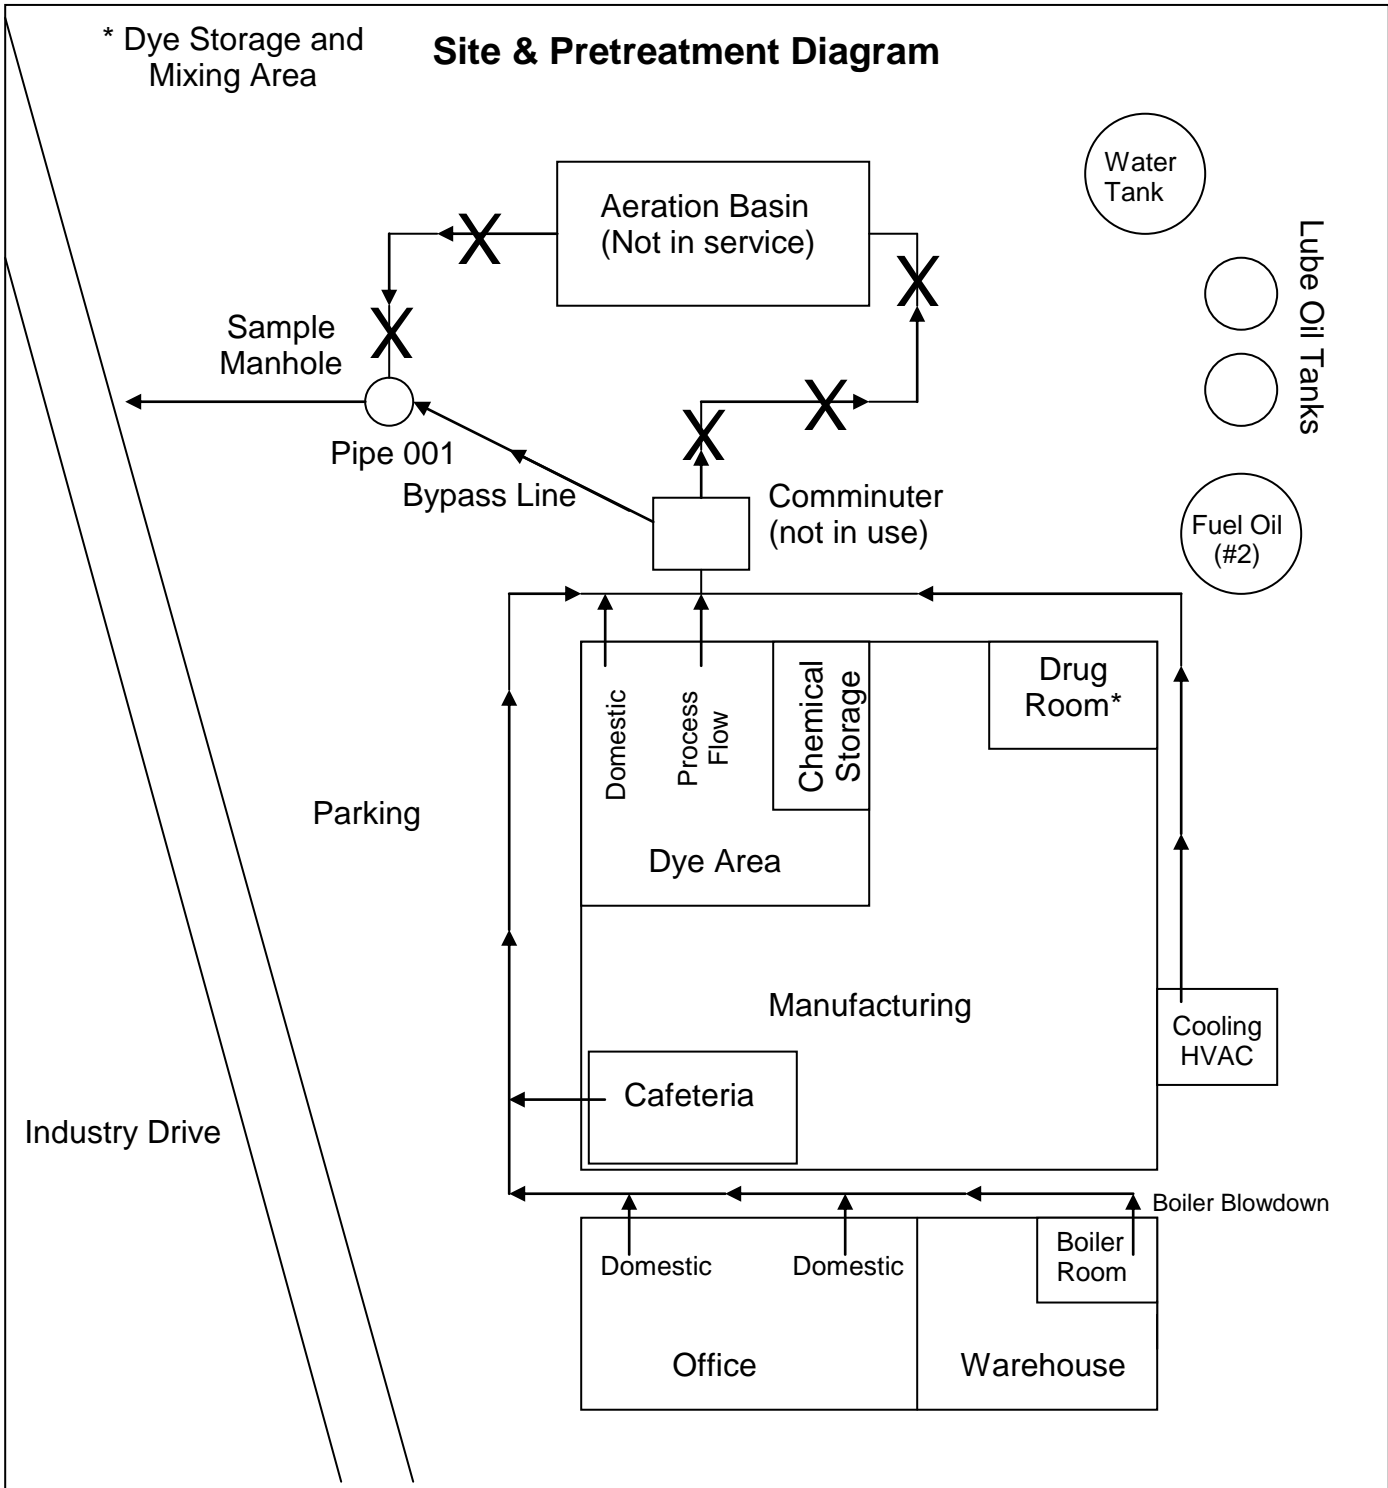 * Dye Storage and
Mixing Area
Site & Pretreatment Diagram
Water
Tank
Aeration Basin
(Not in service)
X
X
X
X
X
Lube Oil Tanks
Sample
Manhole
Pipe 001
Bypass Line
Comminuter
(not in use)
Fuel Oil
(#2)
Domestic
Process
Flow
Chemical
Storage
Drug
Room*
Parking
Dye Area
Manufacturing
Cooling
HVAC
Cafeteria
Industry Drive
Boiler Blowdown
Domestic
Domestic
Boiler
Room
Office
Warehouse